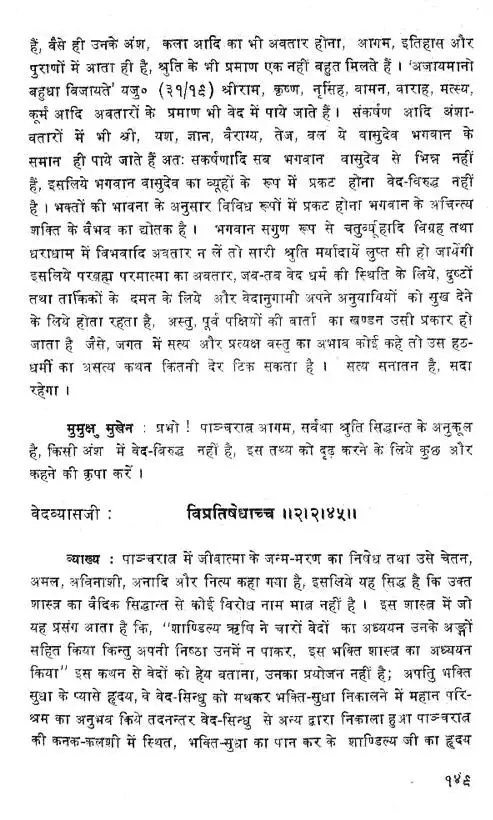 हैं, वैसे ही उनके अंश, कला आदि का भी अवतार होना, आगम, इतिहास और
पुराणों में आता ही है, श्रुति के भी प्रमाण एक नहीं बहुत मिलते हैं । 'अजायमानो
बहुधा विजायते' यजु० (३१/१९) श्रीराम, कृष्ण, नृसिंह, वामन, वाराह, मत्स्य,
कूर्म आदि अवतारों के प्रमाण भी वेद में पाये जाते हैं । संकर्षण आदि अंशा-
वतारों में भी श्री, यश, ज्ञान, वैराग्य, तेज, वल ये वासुदेव भगवान के
समान ही पाये जाते हैं अतः सकर्षणादि सब भगवान वासुदेव से भिन्न नहीं
हैं, इसलिये भगवान वासुदेव का व्यूहों के रूप में प्रकट होना वेद-विरुद्ध नहीं
है । भक्तों की भावना के अनुसार विविध रूपों में प्रकट होना भगवान के अचिन्त्य
शक्ति के वैभव का द्योतक है । भगवान सगुण रूप से चतुर्व्यूहादि विग्रह तथा
धराधाम में विभवादि अवतार न लें तो सारी श्रुति मर्यादायें लुप्त सी हो जायेंगी
इसलिये परब्रह्म परमात्मा का अवतार, जब-तब वेद धर्म की स्थिति के लिये, दुष्टों
तथा तार्किकों के दमन के लिये और वेदानुगामी अपने अनुयायियों को सुख देने
के लिये होता रहता है, अस्तु, पूर्व पक्षियों की वार्ता का खण्डन उसी प्रकार हो
जाता है जैसे, जगत में सत्य और प्रत्यक्ष वस्तु का अभाव कोई कहे तो उस हठ-
धर्मी का असत्य कथन कितनी देर टिक सकता है । सत्य सनातन है, सदा
रहेगा ।
मुमुक्षु मुखेन : प्रभो ! पाञ्चरात्र आगम, सर्वथा श्रुति सिद्धान्त के अनुकूल
है, किसी अंश में वेद-विरुद्ध नहीं है, इस तथ्य को दृढ़ करने के लिये कुछ और
कहने की कृपा करें ।
वेदव्यासजी : विप्रतिषेधाच्च ॥२।२।४५॥
व्याख्य : पाञ्चरात्र में जीवात्मा के जन्म-मरण का निषेध तथा उसे चेतन,
अमल, अविनाशी, अनादि और नित्य कहा गया है, इसलिये यह सिद्ध है कि उक्त
शास्त्र का वैदिक सिद्धान्त से कोई विरोध नाम मात्र नहीं है । इस शास्त्र में जो
यह प्रसंग आता है कि, "शाण्डिल्य ऋषि ने चारों वेदों का अध्ययन उनके अङ्गों
सहित किया किन्तु अपनी निष्ठा उनमें न पाकर, इस भक्ति शास्त्र का अध्ययन
किया" इस कथन से वेदों को हेय बताना, उनका प्रयोजन नहीं है; अपितु भक्ति
सुधा के प्यासे हृदय, वे वेद-सिन्धु को मथकर भक्ति-सुधा निकालने में महान परि-
श्रम का अनुभव किये तदनन्तर वेद-सिन्धु से अन्य द्वारा निकाला हुआ पाञ्चरात्र
की कनक-कलशी में स्थित, भक्ति-सुधा का पान कर के शाण्डिल्य जी का हृदय
१४९